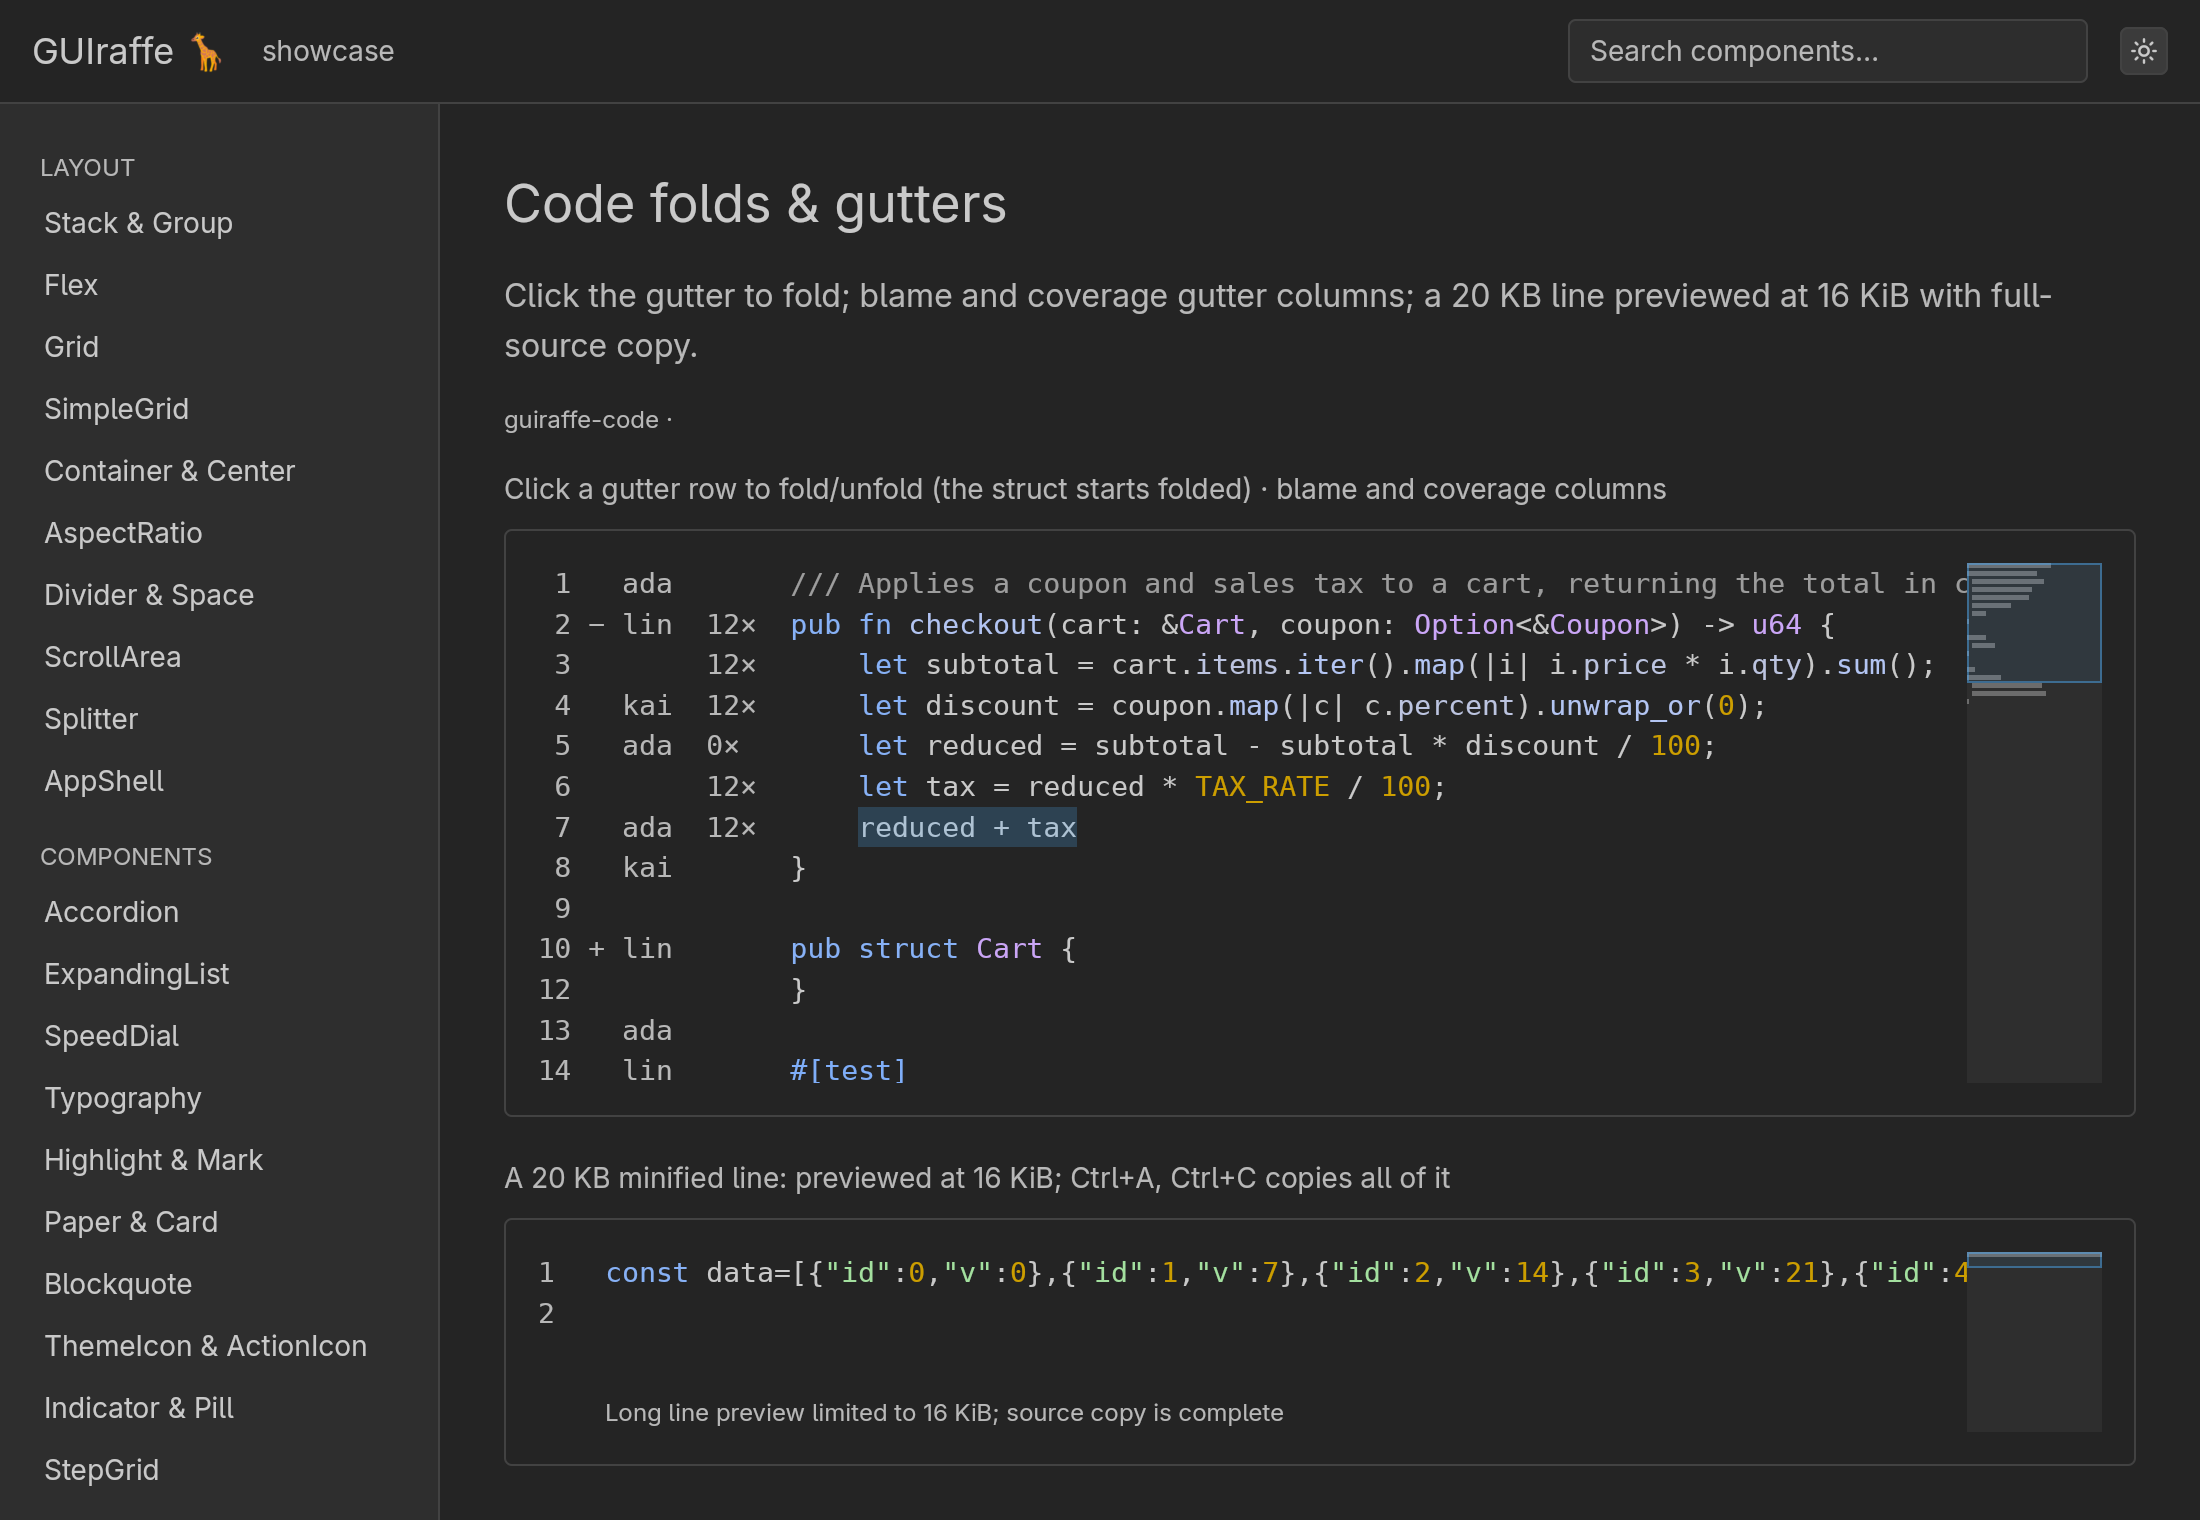 GUIraffe 🦒 showcase Search components...
LAYOUT
Stack & Group
Flex
Grid
SimpleGrid
Container & Center
AspectRatio
Divider & Space
ScrollArea
Splitter
AppShell
COMPONENTS
Accordion
ExpandingList
SpeedDial
Typography
Highlight & Mark
Paper & Card
Blockquote
ThemeIcon & ActionIcon
Indicator & Pill
StepGrid
Code folds & gutters
Click the gutter to fold; blame and coverage gutter columns; a 20 KB line previewed at 16 KiB with full-
source copy.
guiraffe-code ·
Click a gutter row to fold/unfold (the struct starts folded) · blame and coverage columns
1 ada /// Applies a coupon and sales tax to a cart, returning the total in c
2 − lin 12× pub fn checkout(cart: &Cart, coupon: Option<&Coupon>) -> u64 {
3 12× let subtotal = cart.items.iter().map(|i| i.price * i.qty).sum();
4 kai 12× let discount = coupon.map(|c| c.percent).unwrap_or(0);
5 ada 0× let reduced = subtotal - subtotal * discount / 100;
6 12× let tax = reduced * TAX_RATE / 100;
7 ada 12× reduced + tax
8 kai }
9
10 + lin pub struct Cart {
12 }
13 ada
14 lin #[test]
A 20 KB minified line: previewed at 16 KiB; Ctrl+A, Ctrl+C copies all of it
1 const data=[{"id":0,"v":0},{"id":1,"v":7},{"id":2,"v":14},{"id":3,"v":21},{"id":4
2
Long line preview limited to 16 KiB; source copy is complete